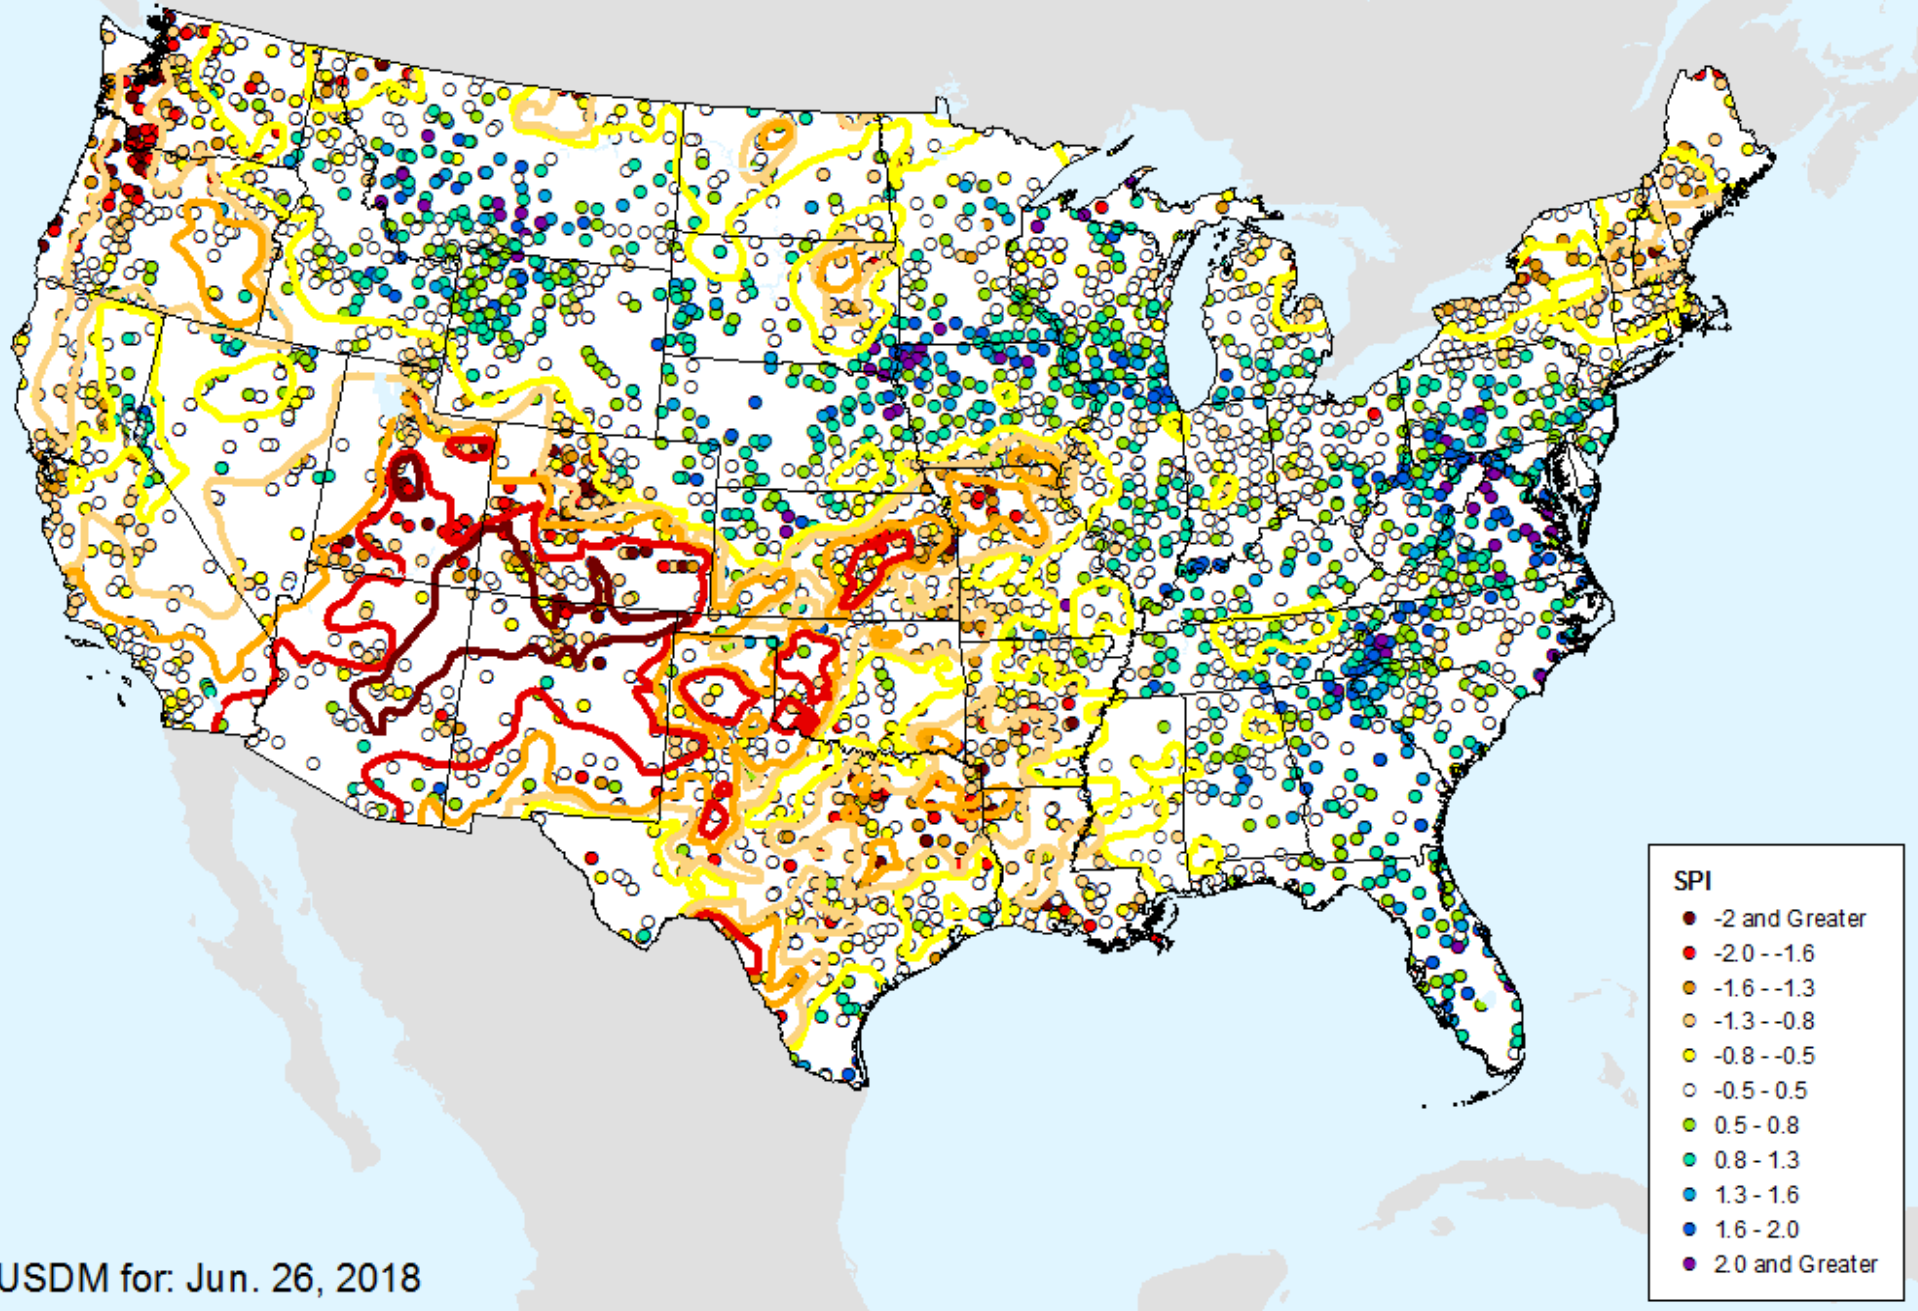 SPI
-2 and Greater
-2.0 - -1.6
-1.6 - -1.3
-1.3 - -0.8
-0.8 - -0.5
-0.5 - 0.5
0.5 - 0.8
0.8 - 1.3
1.3 - 1.6
1.6 - 2.0
2.0 and Greater
USDM for: Jun. 26, 2018